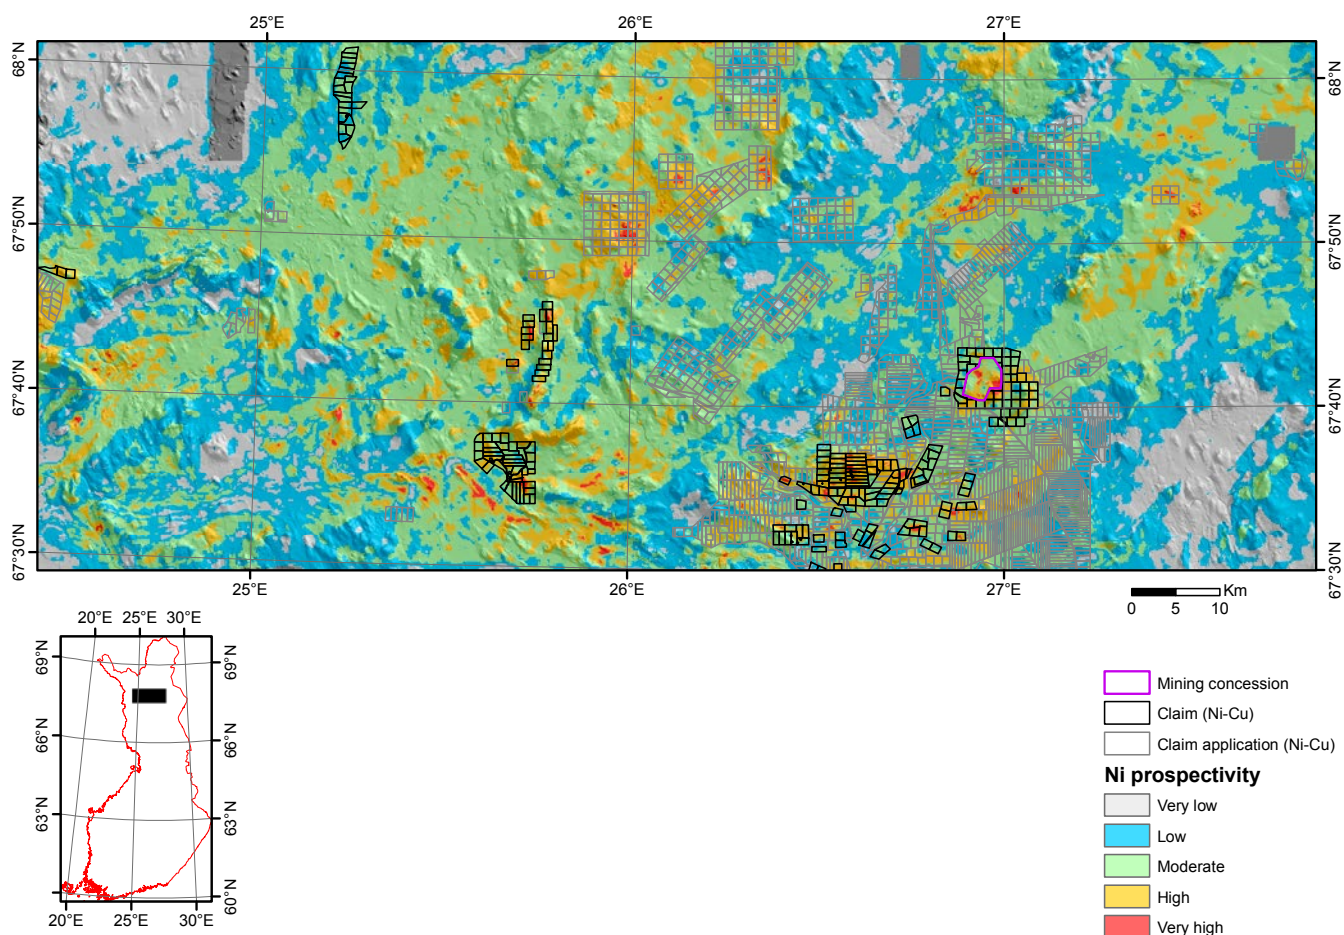 25°E 26°E 27°E
68°N 68°N
67°50'N 67°50'N
67°40'N 67°40'N
67°30'N 67°30'N
25°E 26°E 27°E
Km
0 5 10
20°E 25°E 30°E
69°N 69°N
66°N 66°N
63°N 63°N
60°N
20°E 25°E 30°E
Mining concession
Claim (Ni-Cu)
Claim application (Ni-Cu)
Ni prospectivity
Very low
Low
Moderate
High
Very high